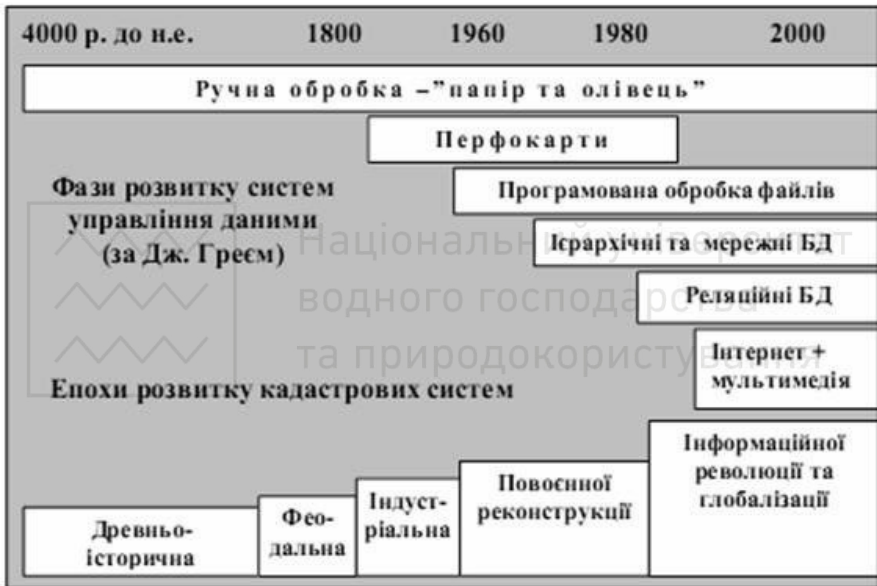 4000 р. до н.е. 1800 1960 1980 2000
Ручна обробка –”папір та олівець”
Перфокарти
Фази розвитку систем
управління даними
(за Дж. Греєм)
Програмована обробка файлів
Ієрархічні та мережні БД
Реляційні БД
Інтернет +
мультимедія
Національний університет
водного господарства
та природокористування
Епохи розвитку кадастрових систем
Древньо-
історична
Фео-
дальна
Індуст-
ріальна
Повоєнної
реконструкції
Інформаційної
революції та
глобалізації